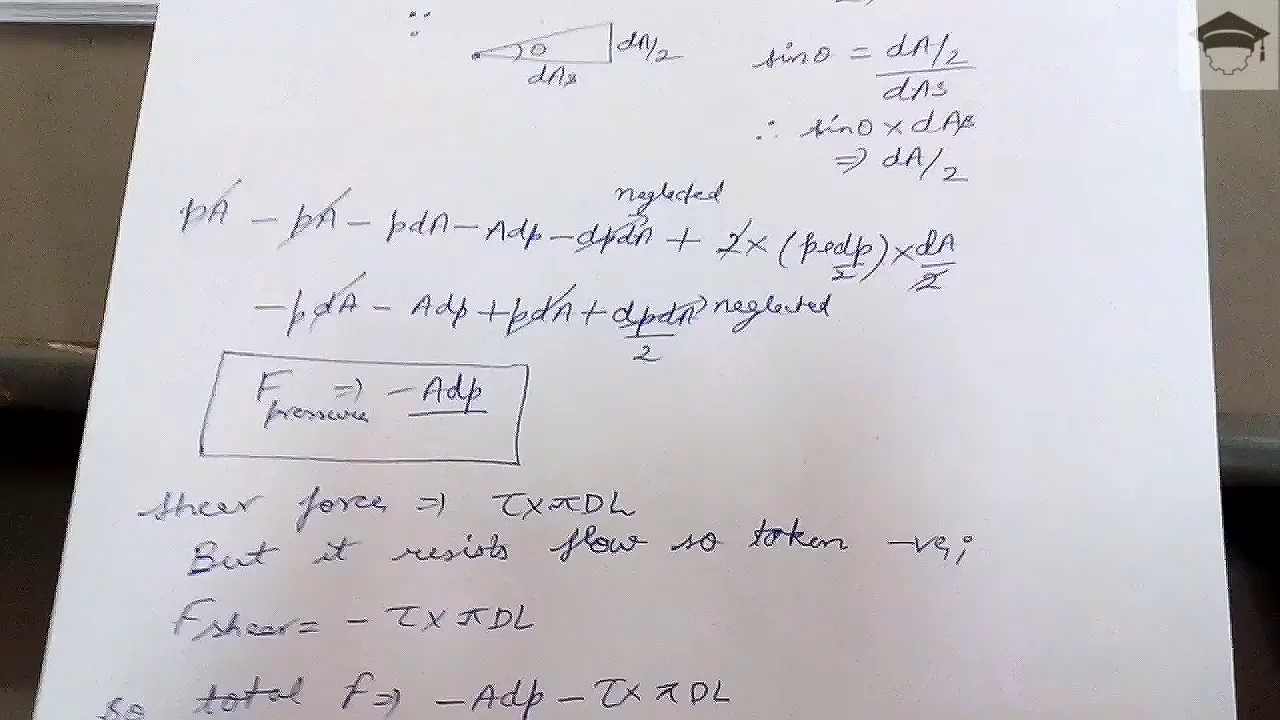 ∵
θ dA/2
dAs
sinθ = dA/2 / dAs
∴ sinθ x dAs
=> dA/2
neglected
pA - pA - pdA - Adp - dpdA + 2 x (p+dp/2) x dA/2
- pdA - Adp + pdA + dpdA/2 neglected
F pressure => - Adp
shear force => τ x πDL
But it resists flow so taken -ve;
Fshear = - τ x πDL
so total F => - Adp - τ x πDL